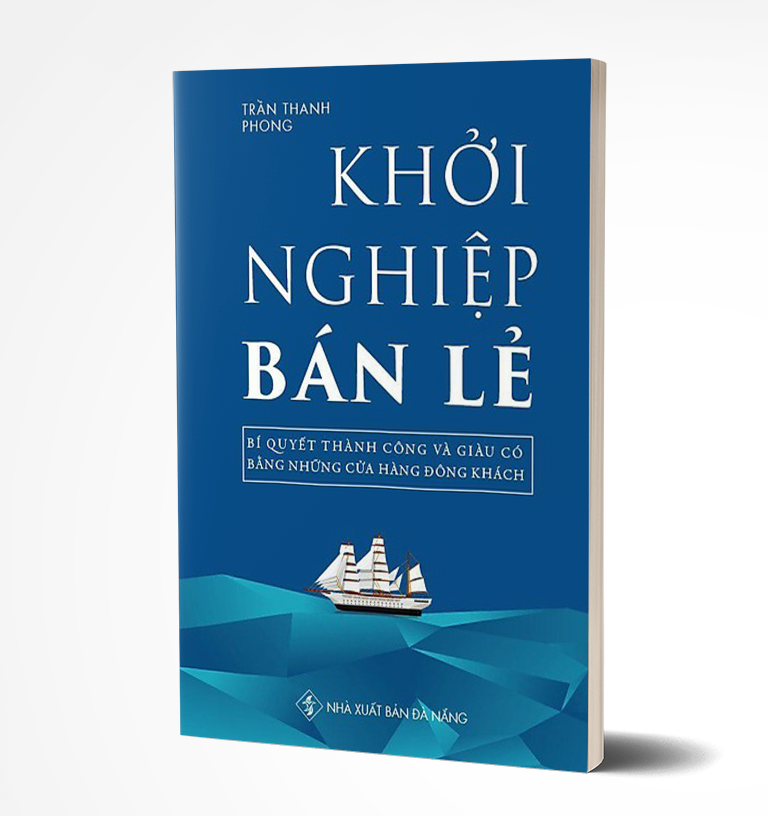 TRẦN THANH
PHONG
KHỞI
NGHIỆP
BÁN LẺ
BÍ QUYẾT THÀNH CÔNG VÀ GIÀU CÓ
BẰNG NHỮNG CỬA HÀNG ĐÔNG KHÁCH
NHÀ XUẤT BẢN ĐÀ NẴNG